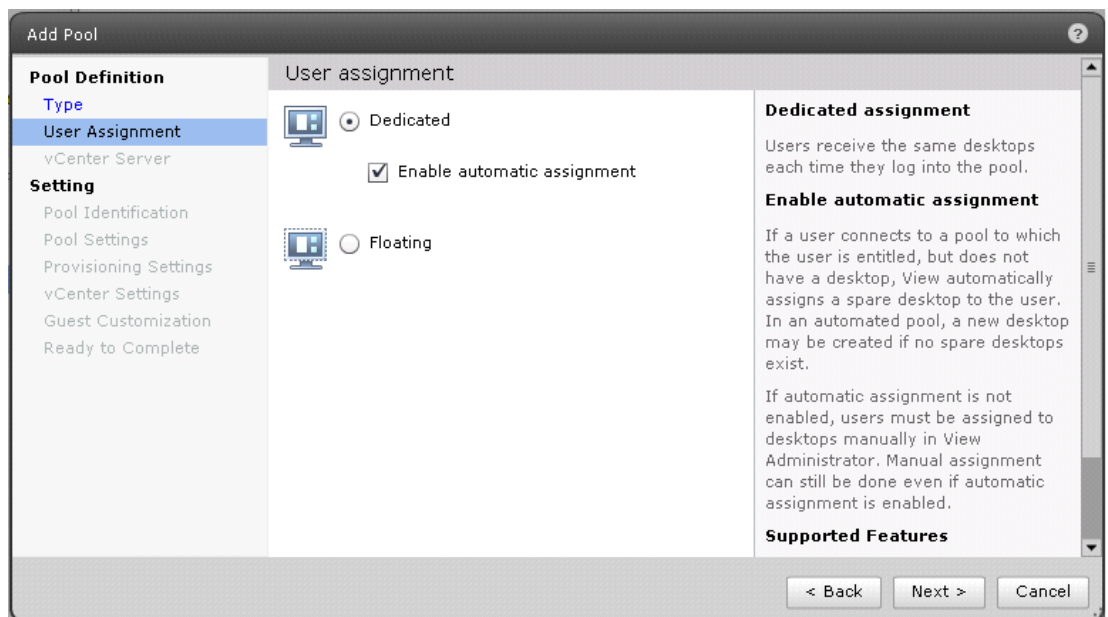 Add Pool
?
Pool Definition
Type
User Assignment
vCenter Server
Setting
Pool Identification
Pool Settings
Provisioning Settings
vCenter Settings
Guest Customization
Ready to Complete
User assignment
Dedicated
Enable automatic assignment
Floating
Dedicated assignment
Users receive the same desktops
each time they log into the pool.
Enable automatic assignment
If a user connects to a pool to which
the user is entitled, but does not
have a desktop, View automatically
assigns a spare desktop to the user.
In an automated pool, a new desktop
may be created if no spare desktops
exist.
If automatic assignment is not
enabled, users must be assigned to
desktops manually in View
Administrator. Manual assignment
can still be done even if automatic
assignment is enabled.
Supported Features
< Back
Next >
Cancel